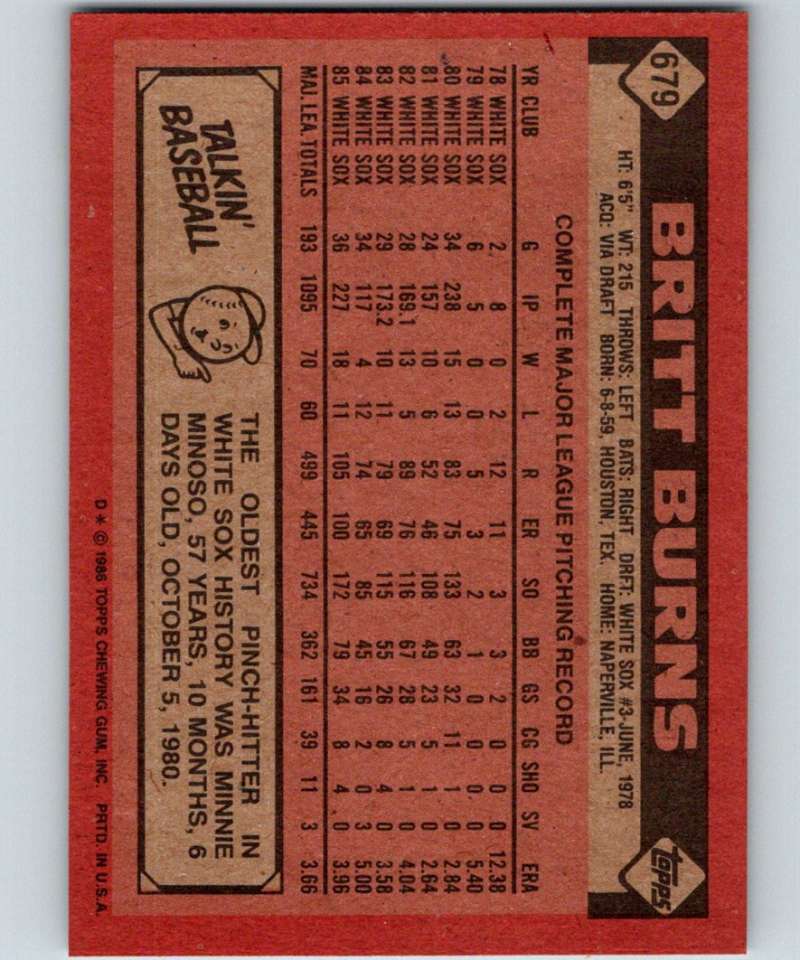 679
BRITT BURNS
topps
HT: 6'5" WT: 215 THROWS: LEFT BATS: RIGHT DRFT: WHITE SOX #3-JUNE, 1978
ACQ: VIA DRAFT BORN: 6-8-59, HOUSTON, TEX. HOME: NAPERVILLE, ILL.
COMPLETE MAJOR LEAGUE PITCHING RECORD
YR CLUB G IP W L R ER SO BB GS CG SHO SV ERA
78 WHITE SOX 2. 8 0 2 12 11 3 3 2 0 0 0 12.38
79 WHITE SOX 6 5 0 0 5 3 2 1 0 0 0 0 5.40
80 WHITE SOX 34 238 15 13 83 75 133 63 32 11 1 0 2.84
81 WHITE SOX 24 157 10 6 52 46 108 49 23 5 1 0 2.64
82 WHITE SOX 28 169.1 13 5 89 76 116 67 28 5 1 0 4.04
83 WHITE SOX 29 173.2 10 11 79 69 115 55 26 8 4 0 3.58
84 WHITE SOX 34 117 4 12 74 65 85 45 16 2 0 3 5.00
85 WHITE SOX 36 227 18 11 105 100 172 79 34 8 4 0 3.96
MAJ. LEA TOTALS 193 1095 70 60 499 445 734 362 161 39 11 3 3.66
TALKIN'
BASEBALL
THE OLDEST PINCH-HITTER IN
WHITE SOX HISTORY WAS MINNIE
MINOSO, 57 YEARS, 10 MONTHS, 6
DAYS OLD, OCTOBER 5, 1980.
D * © 1986 TOPPS CHEWING GUM, INC. PRTD. IN U.S.A.